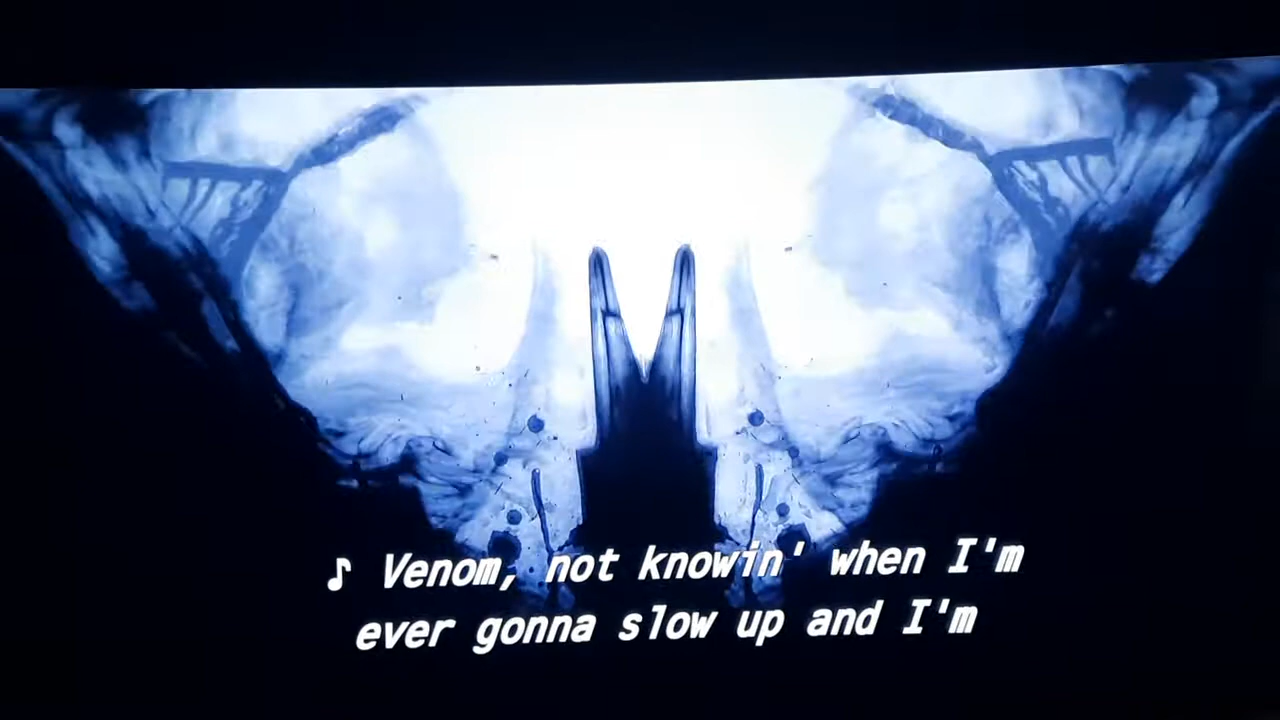 ♪ Venom, not knowin' when I'm
ever gonna slow up and I'm